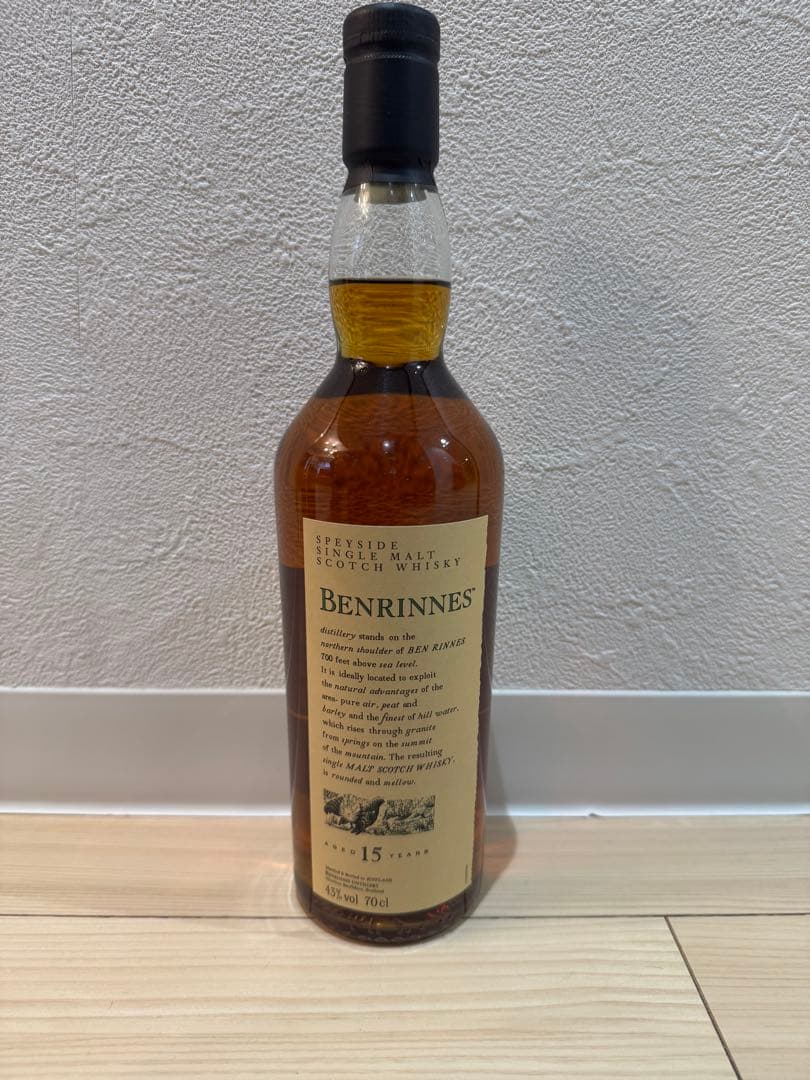 SPEYSIDE
SINGLE MALT
SCOTCH WHISKY
BENRINNES™
distillery stands on the
northern shoulder of BEN RINNES
700 feet above sea level.
It is ideally located to exploit
the natural advantages of the
area- pure air, peat and
barley and the finest of hill water,
which rises through granite
from springs on the summit
of the mountain. The resulting
single MALT SCOTCH WHISKY,
is rounded and mellow.
AGED 15 YEARS
43% vol 70cl